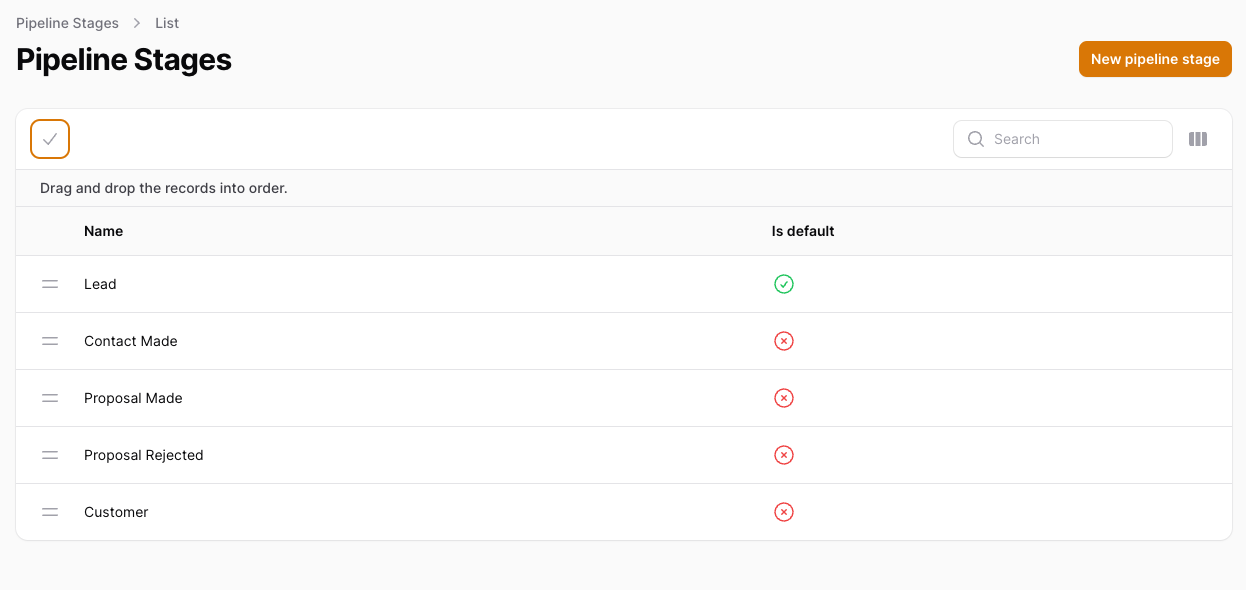 Pipeline Stages > List
Pipeline Stages
New pipeline stage
Search
Drag and drop the records into order.
Name Is default
Lead
Contact Made
Proposal Made
Proposal Rejected
Customer